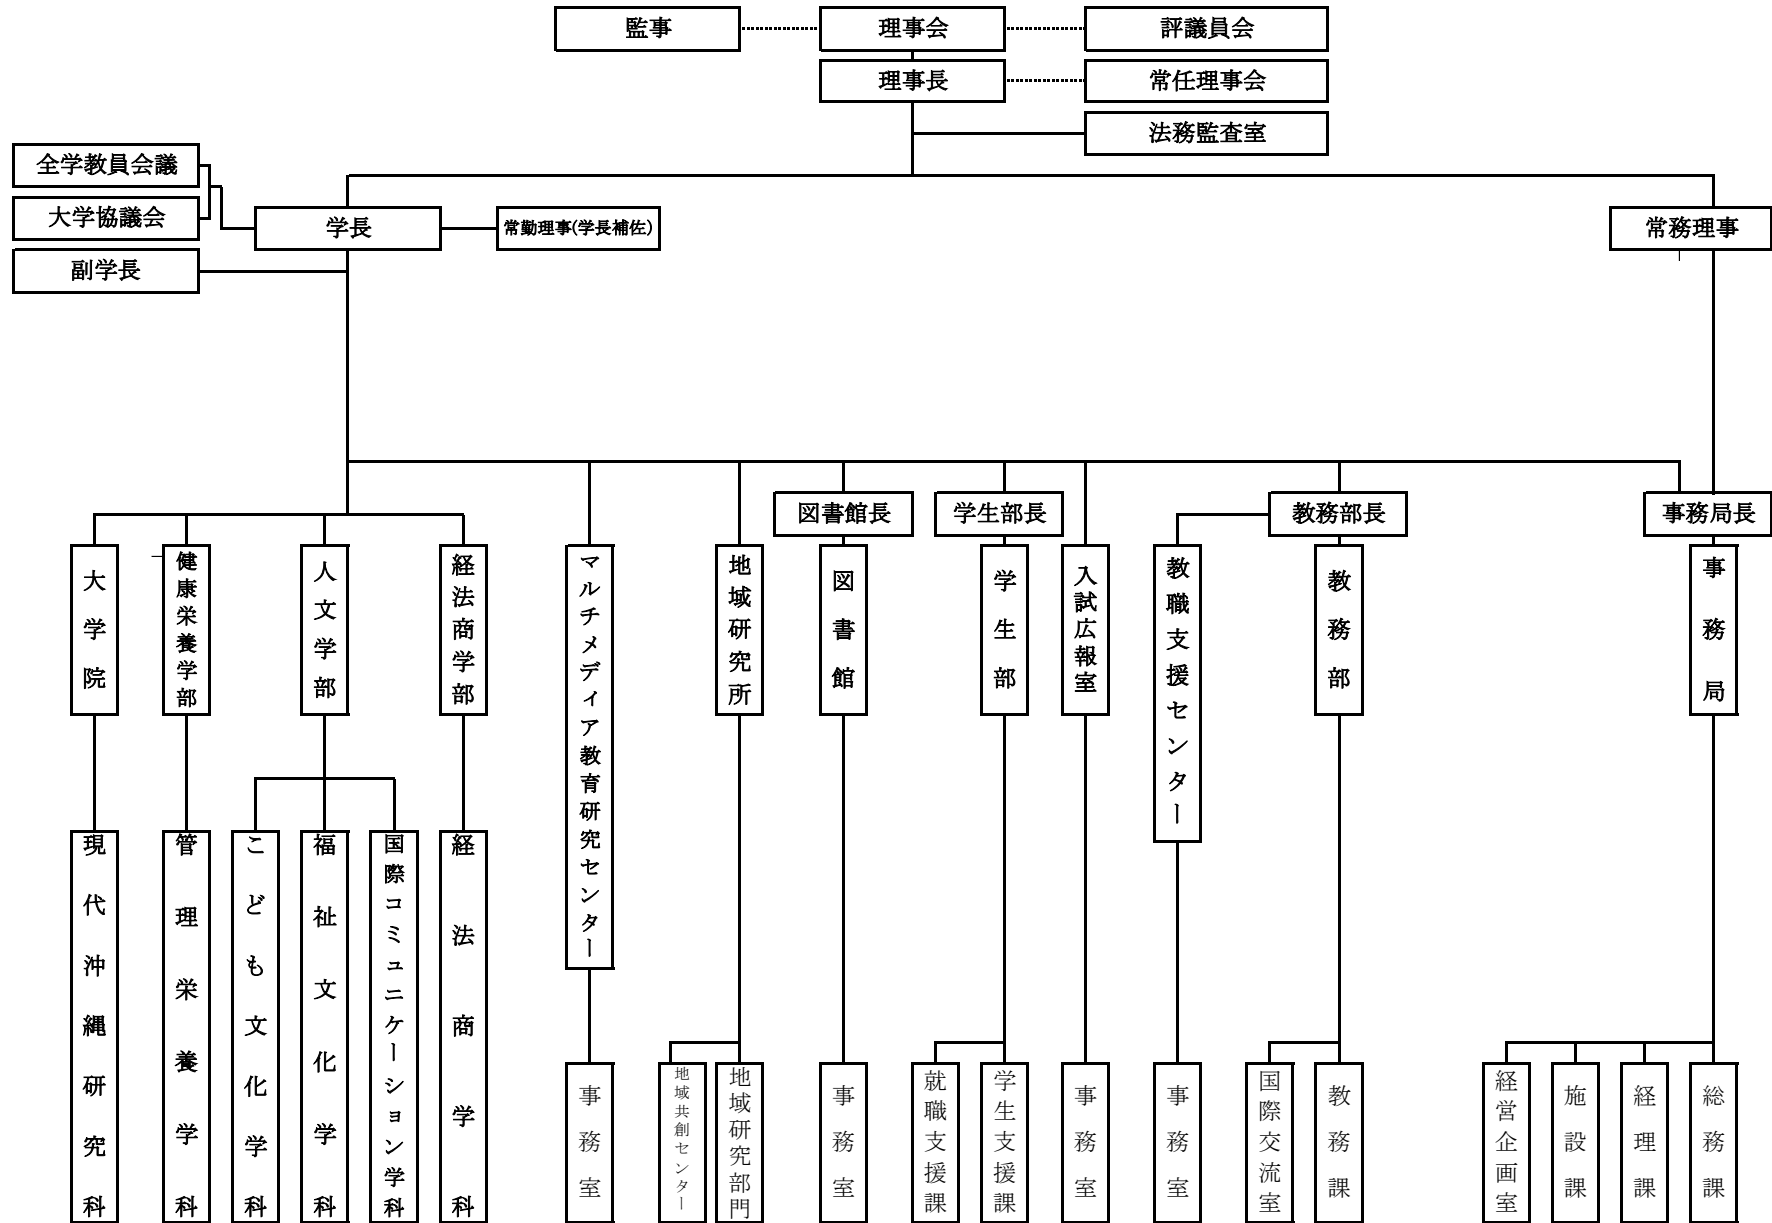 監事
理事会
評議員会
理事長
常任理事会
法務監査室
全学教員会議
大学協議会
学長
常勤理事(学長補佐)
常務理事
副学長
図書館長
学生部長
教務部長
事務局長
大学院
健康栄養学部
人文学部
経法商学部
マルチメディア教育研究センター
地域研究所
図書館
学生部
入試広報室
教職支援センター
教務部
事務局
現代沖縄研究科
管理栄養学科
こども文化学科
福祉文化学科
国際コミュニケーション学科
経法商学科
事務室
地域共創センター
地域研究部門
事務室
就職支援課
学生支援課
事務室
事務室
国際交流室
教務課
経営企画室
施設課
経理課
総務課